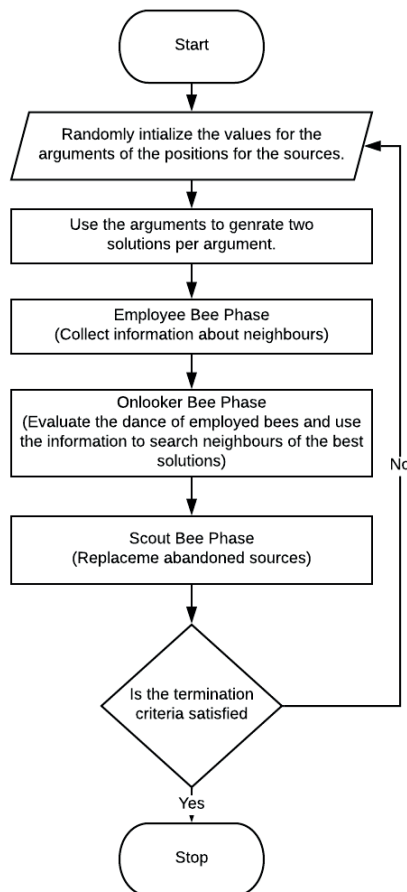 Start
Randomly intialize the values for the
arguments of the positions for the sources.
Use the arguments to genrate two
solutions per argument.
Employee Bee Phase
(Collect information about neighbours)
Onlooker Bee Phase
(Evaluate the dance of employed bees and use
the information to search neighbours of the best
solutions)
No
Scout Bee Phase
(Replaceme abandoned sources)
Is the termination
criteria satisfied
Yes
Stop